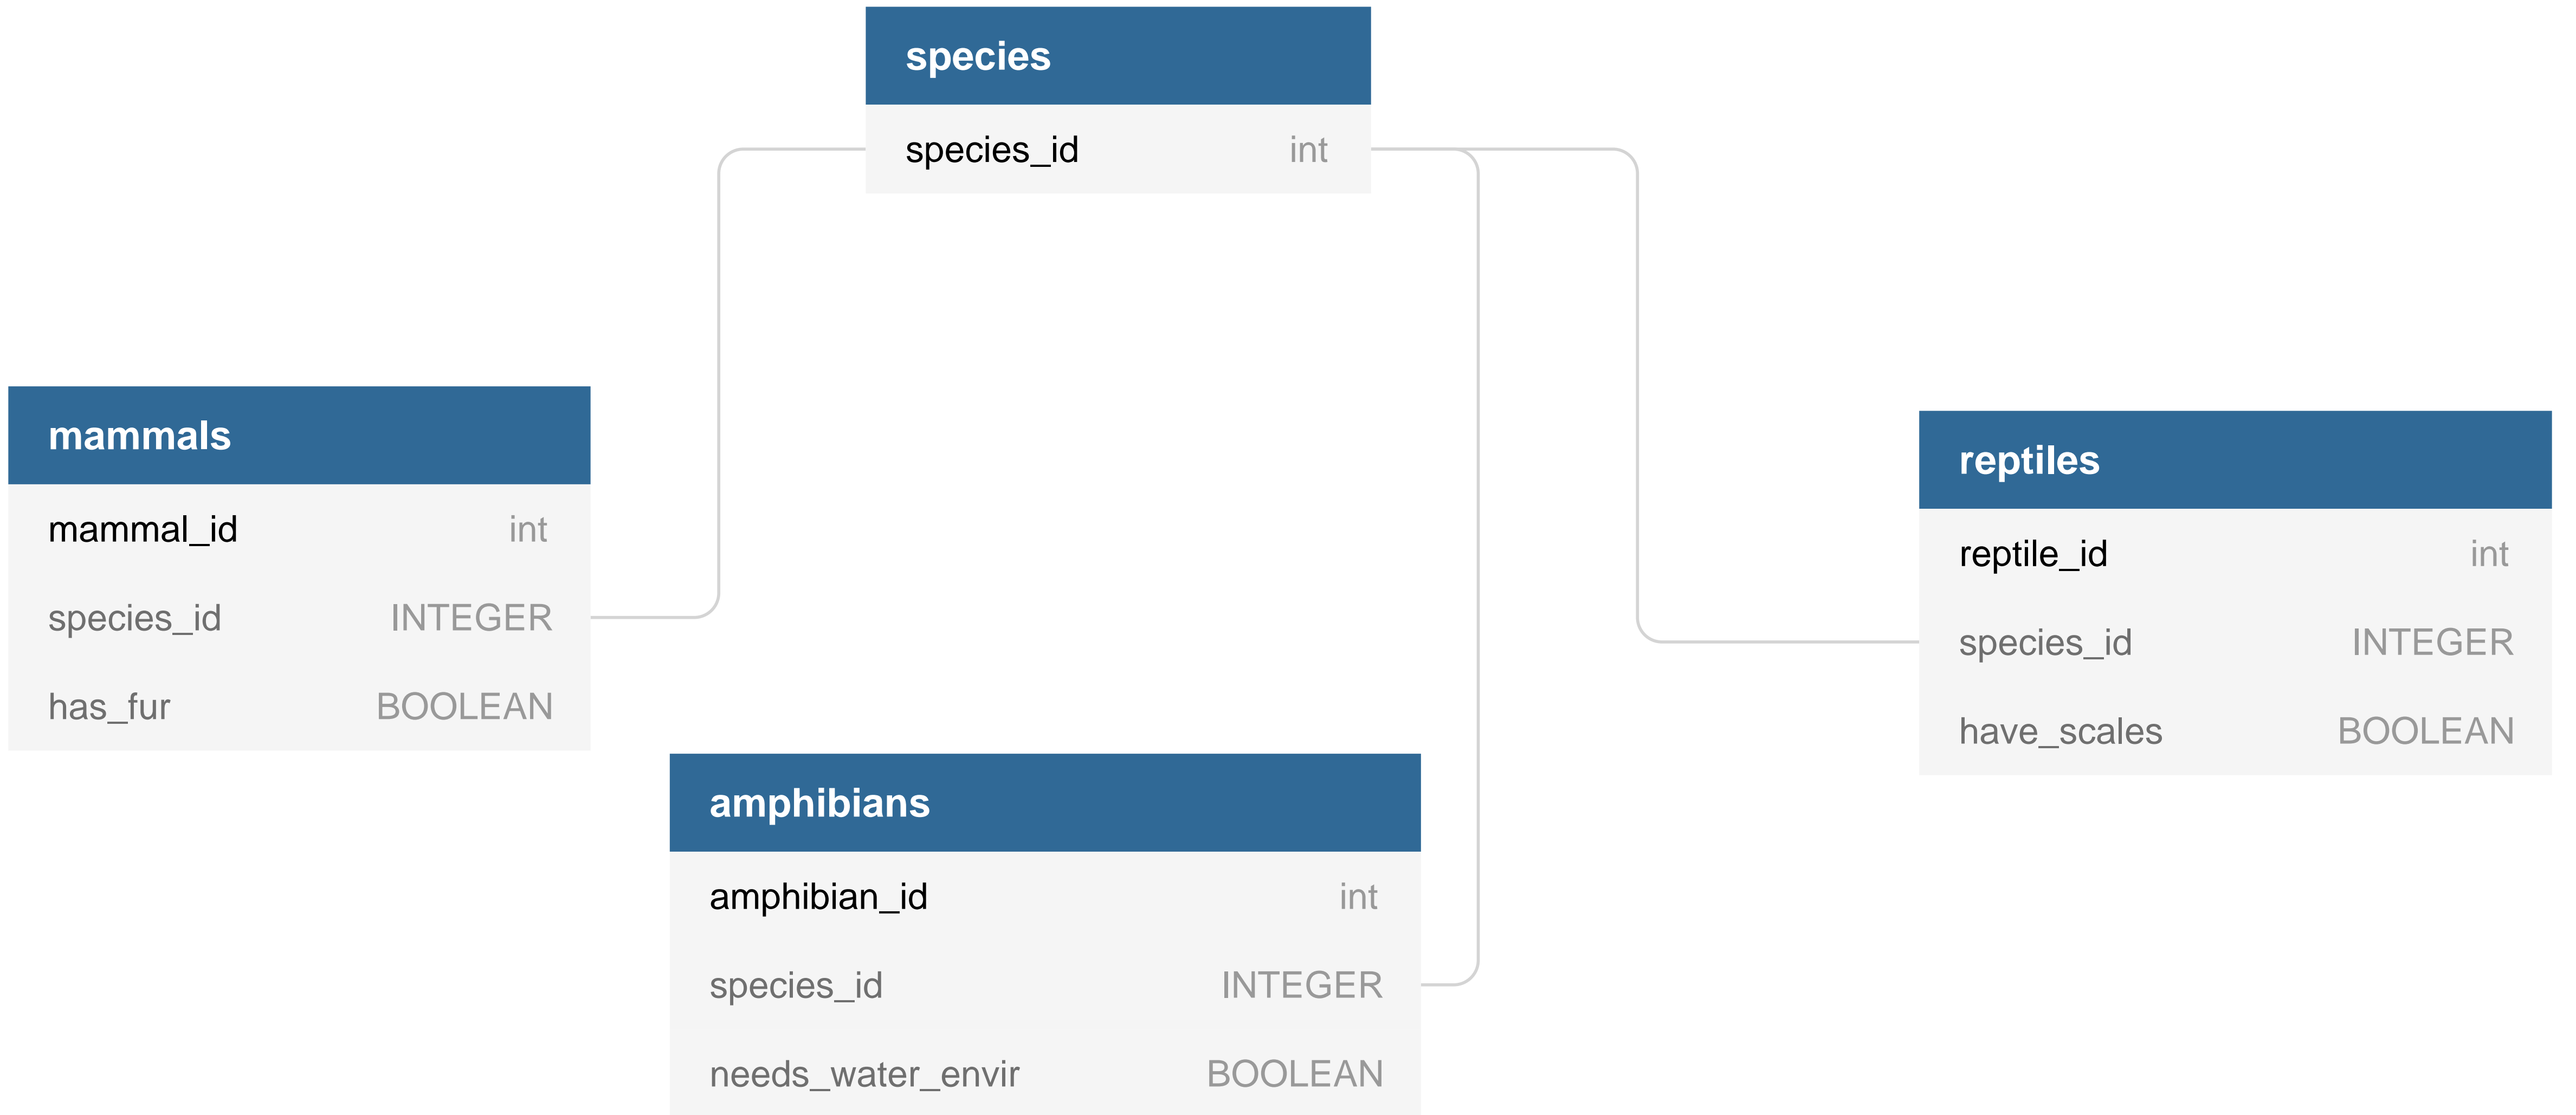 species
species_id int
mammals
mammal_id int
species_id INTEGER
has_fur BOOLEAN
reptiles
reptile_id int
species_id INTEGER
have_scales BOOLEAN
amphibians
amphibian_id int
species_id INTEGER
needs_water_envir BOOLEAN